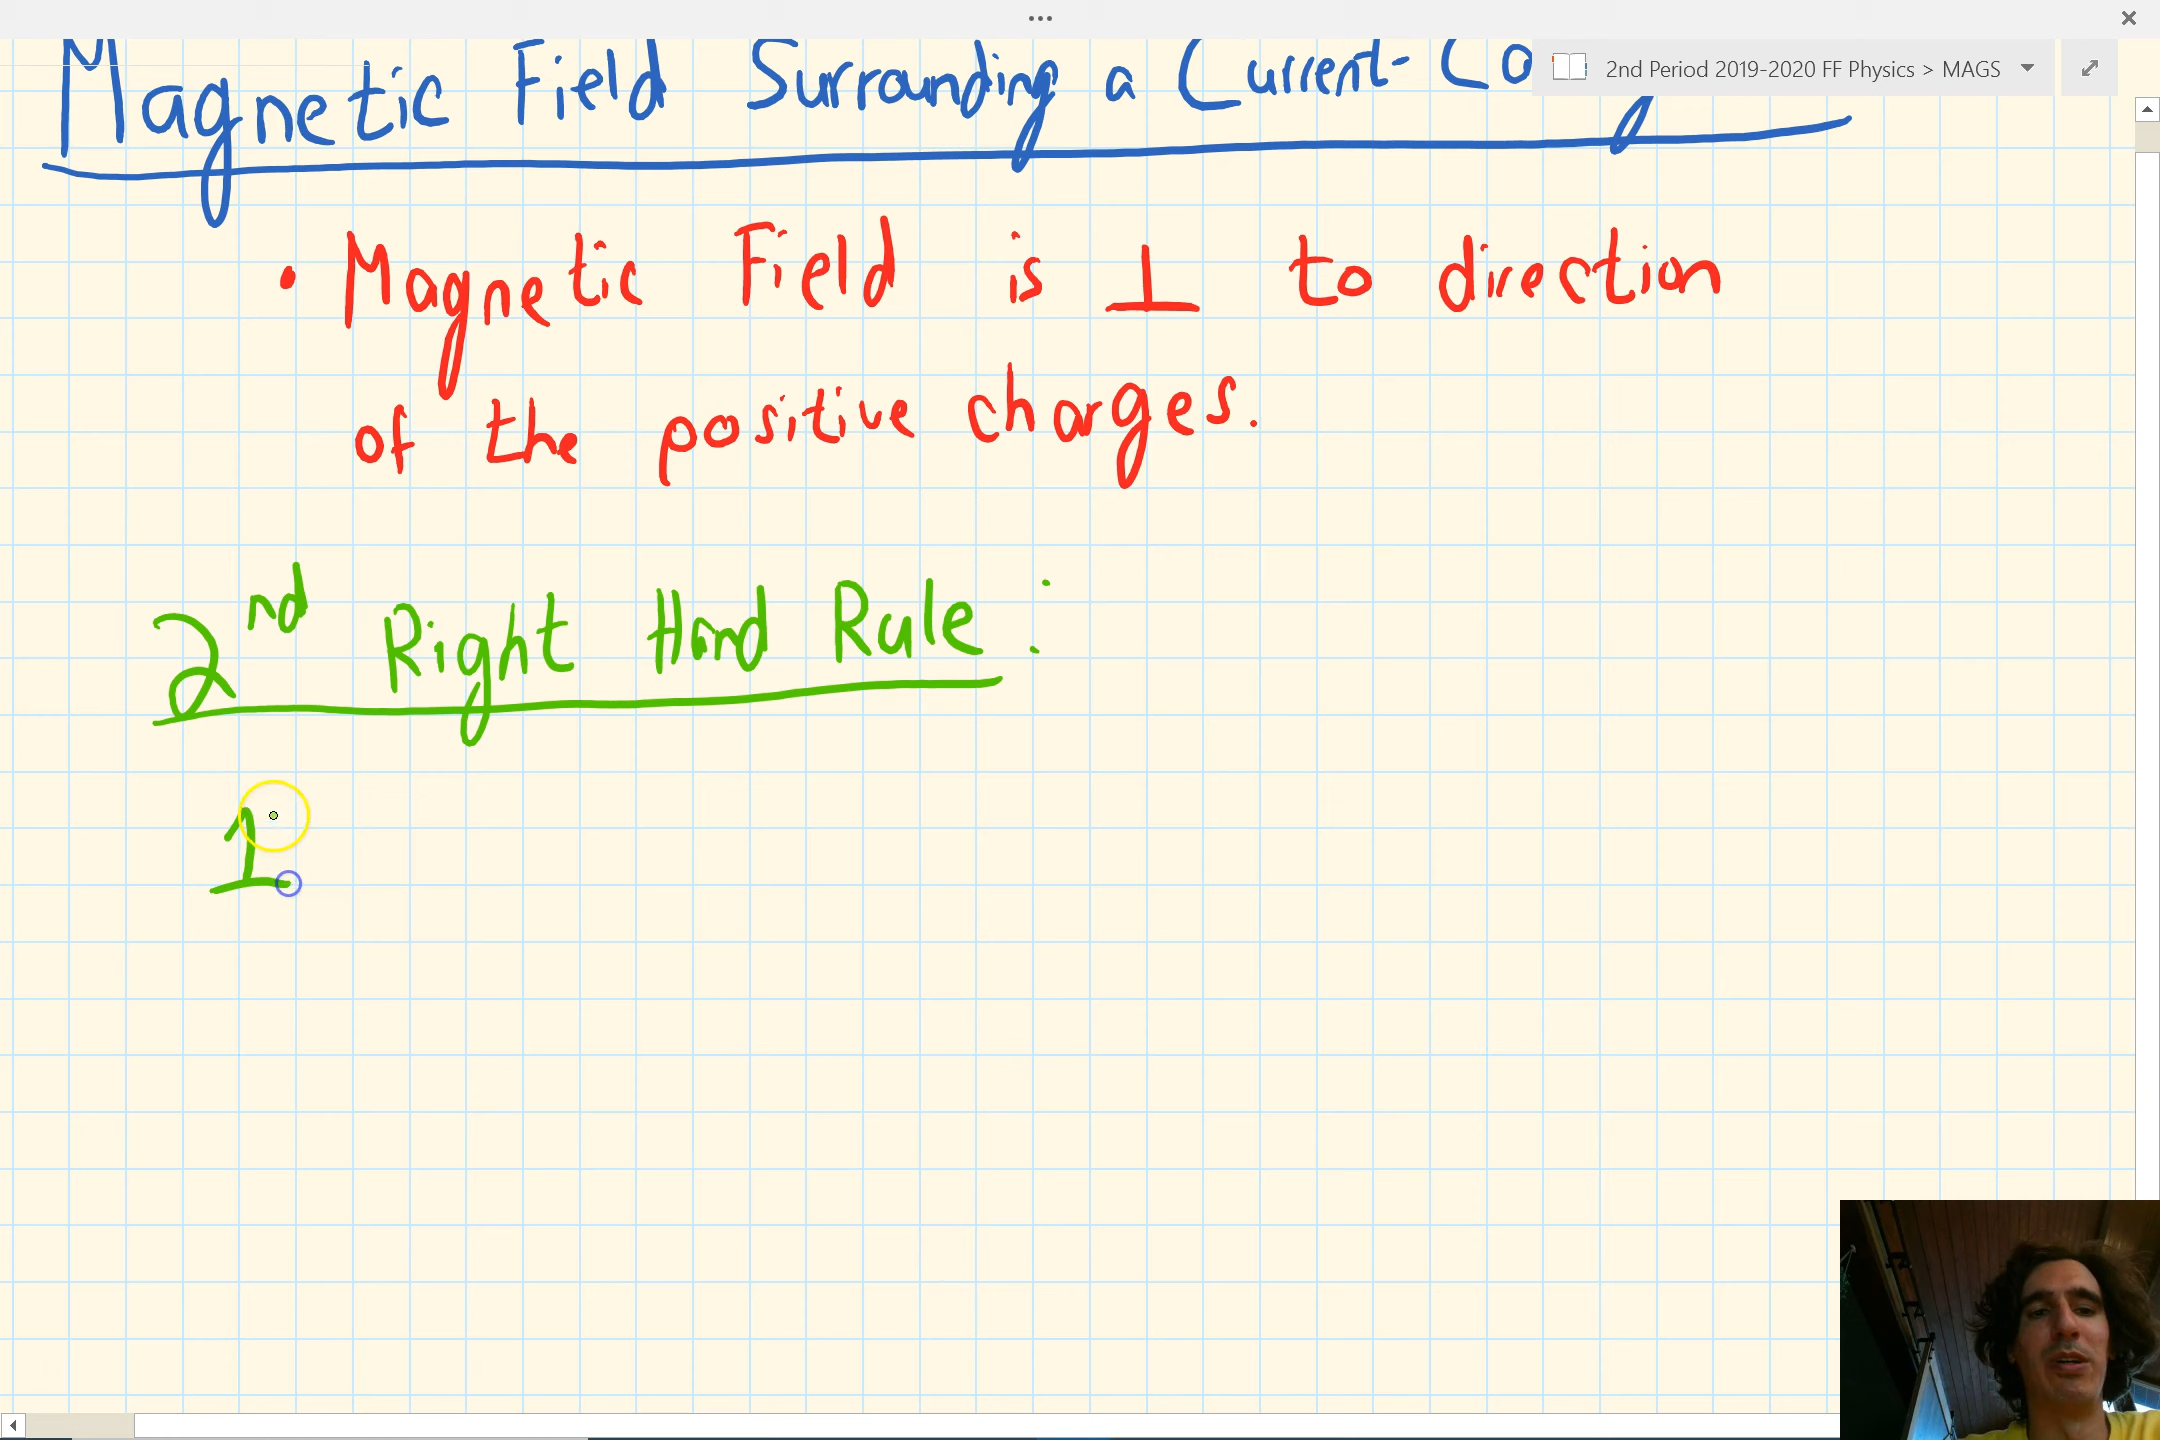 2nd Period 2019-2020 FF Physics > MAGS
Magnetic Field Surrounding a Current-Co
• Magnetic Field is ⊥ to direction
of the positive charges.
2nd Right Hand Rule:
1